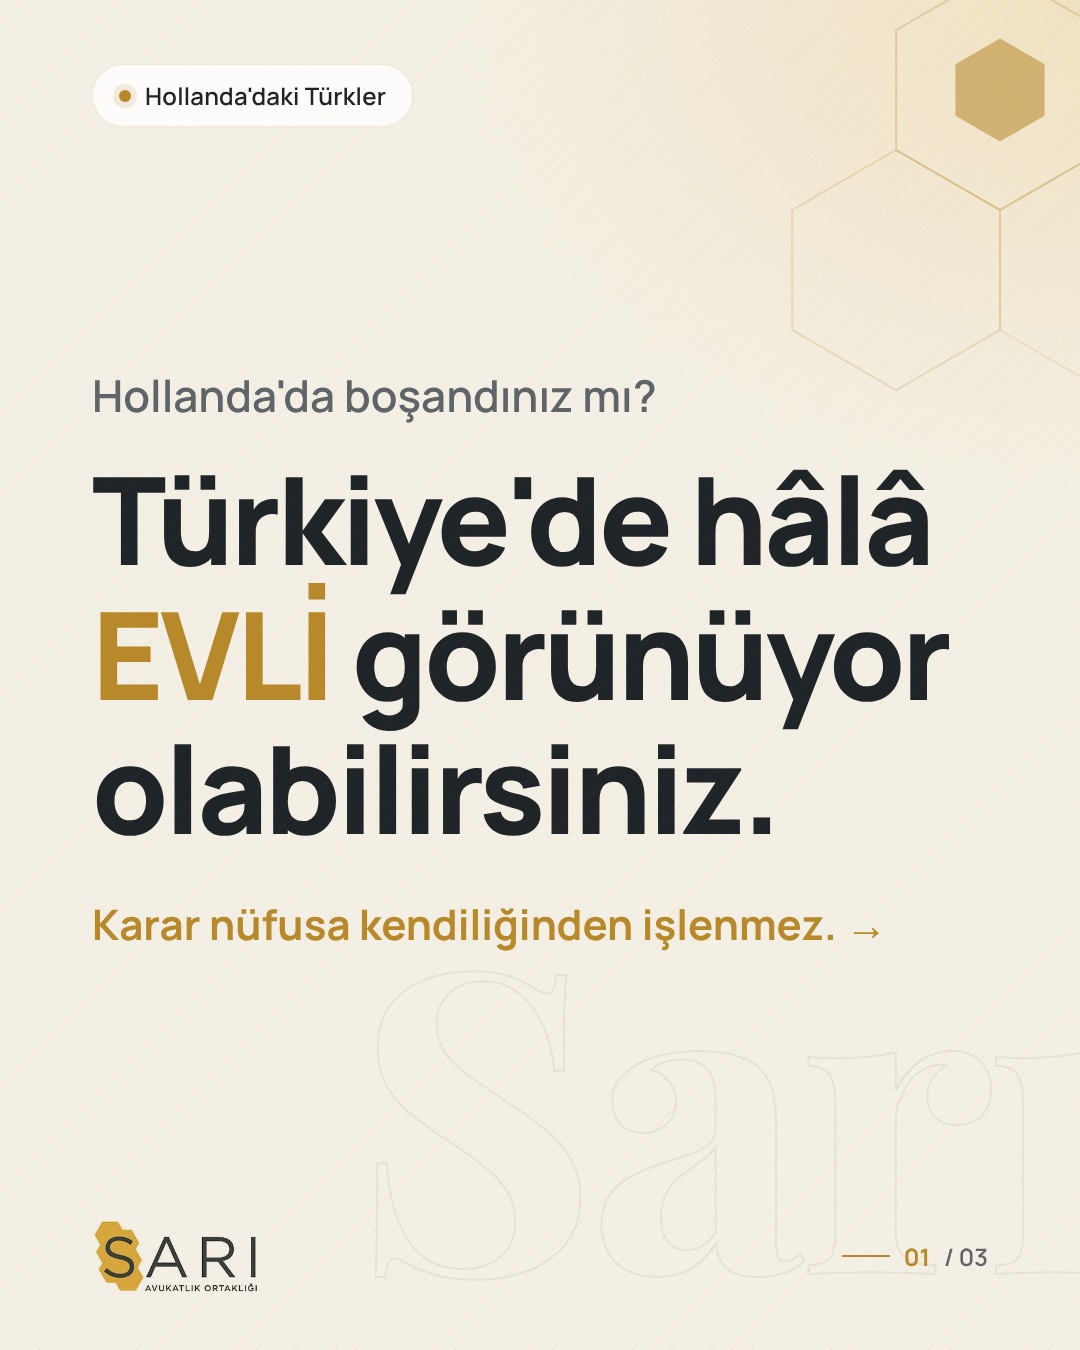 Hollanda'daki Türkler
Hollanda'da boşandınız mı?
Türkiye'de hâlâ
EVLİ görünüyor
olabilirsiniz.
Karar nüfusa kendiliğinden işlenmez. →
Sarı
SARI
AVUKATLIK ORTAKLIĞI
01 / 03